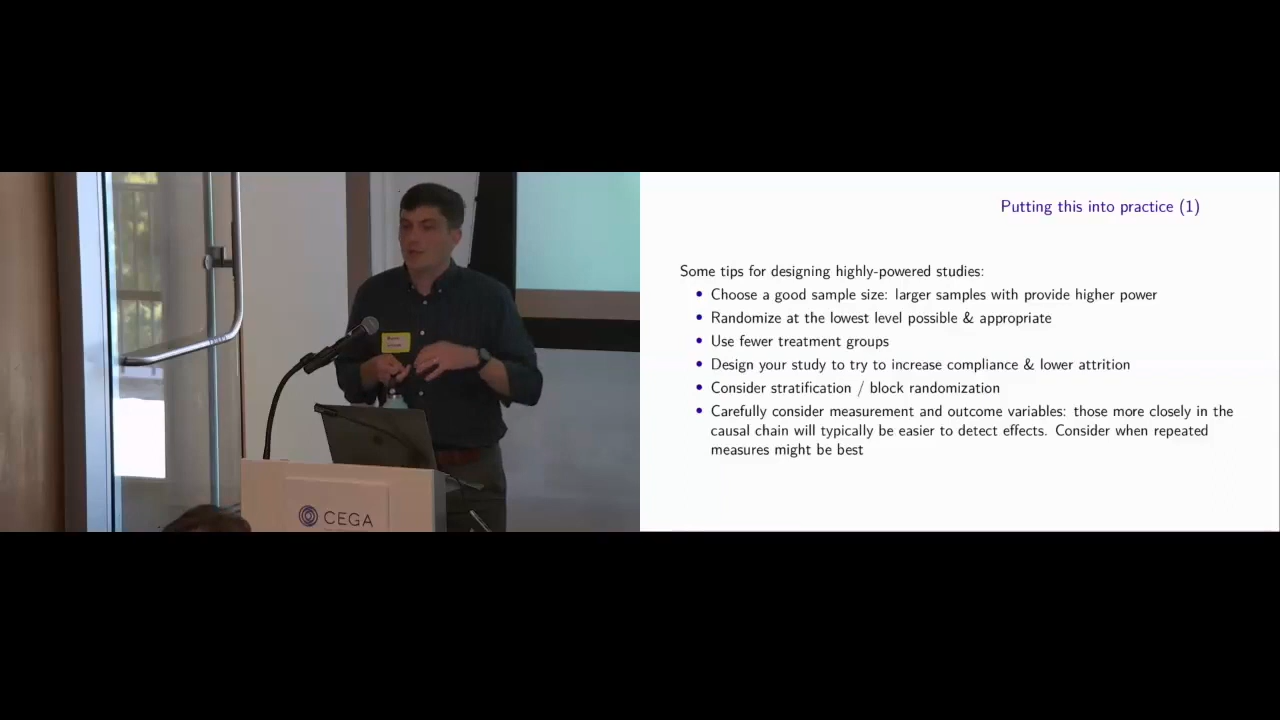 Putting this into practice (1)
Some tips for designing highly-powered studies:
• Choose a good sample size: larger samples with provide higher power
• Randomize at the lowest level possible & appropriate
• Use fewer treatment groups
• Design your study to try to increase compliance & lower attrition
• Consider stratification / block randomization
• Carefully consider measurement and outcome variables: those more closely in the
causal chain will typically be easier to detect effects. Consider when repeated
measures might be best
CEGA